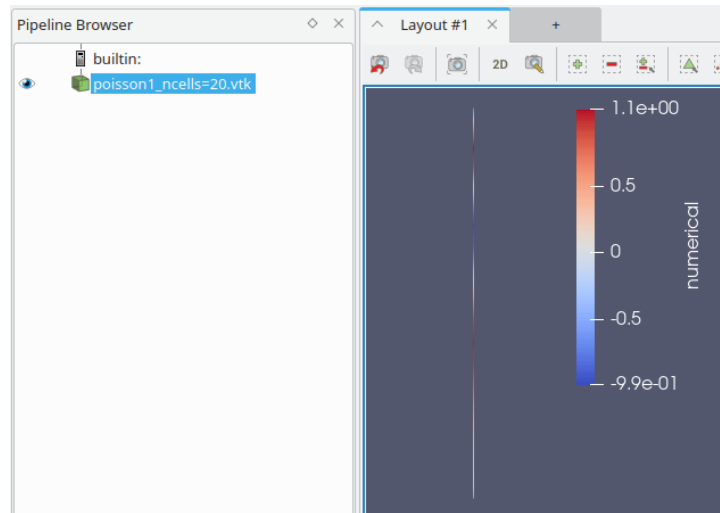 Pipeline Browser
builtin:
poisson1_ncells=20.vtk
Layout #1
+
2D
1.1e+00
0.5
0
-0.5
-9.9e-01
numerical